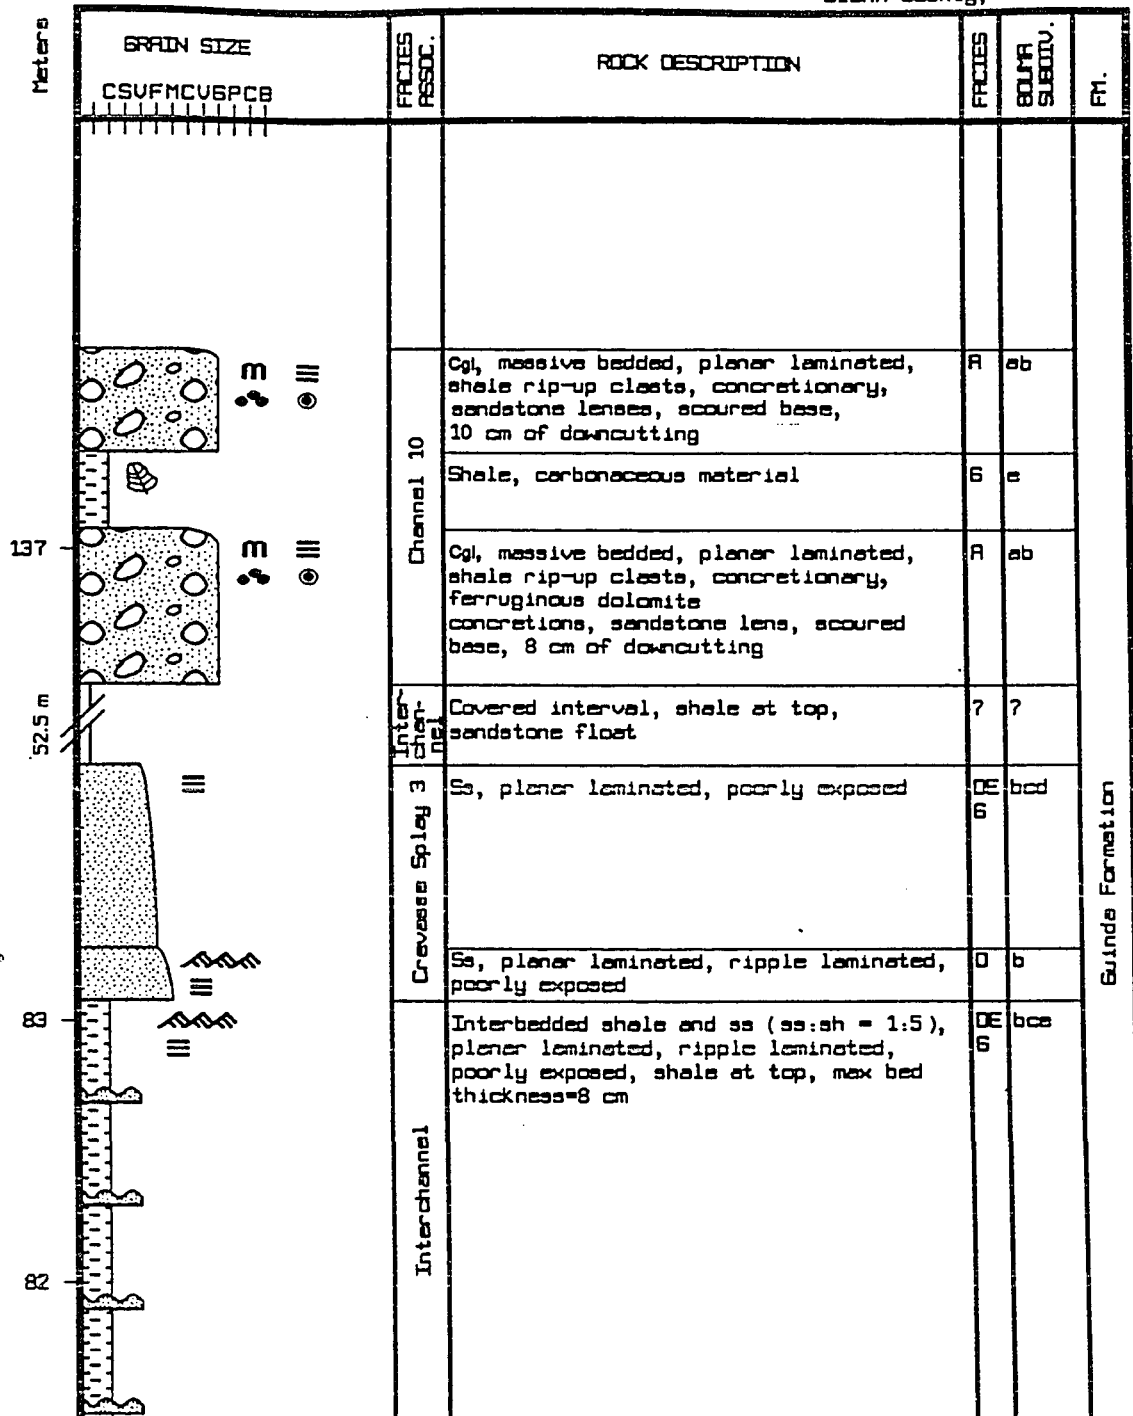 Meters
GRAIN SIZE
CSVFMCVGPCB
FACIES
ASSOC.
ROCK DESCRIPTION
FACIES
BOUMA
SUBDIV.
FM.
Channel 10
Cgl, massive bedded, planar laminated,
shale rip-up clasts, concretionary,
sandstone lenses, scoured base,
10 cm of downcutting
A
ab
m
Shale, carbonaceous material
G
e
137
m
Cgl, massive bedded, planar laminated,
shale rip-up clasts, concretionary,
ferruginous dolomite
concretions, sandstone lens, scoured
base, 8 cm of downcutting
A
ab
52.5 m
Inter-
chan-
nel
Covered interval, shale at top,
sandstone float
?
?
Crevasse Splay 3
Ss, planar laminated, poorly exposed
DE
G
bcd
Guinda Formation
Ss, planar laminated, ripple laminated,
poorly exposed
D
b
83
Interchannel
Interbedded shale and ss (ss:sh = 1:5),
planar laminated, ripple laminated,
poorly exposed, shale at top, max bed
thickness=8 cm
DE
G
bce
82